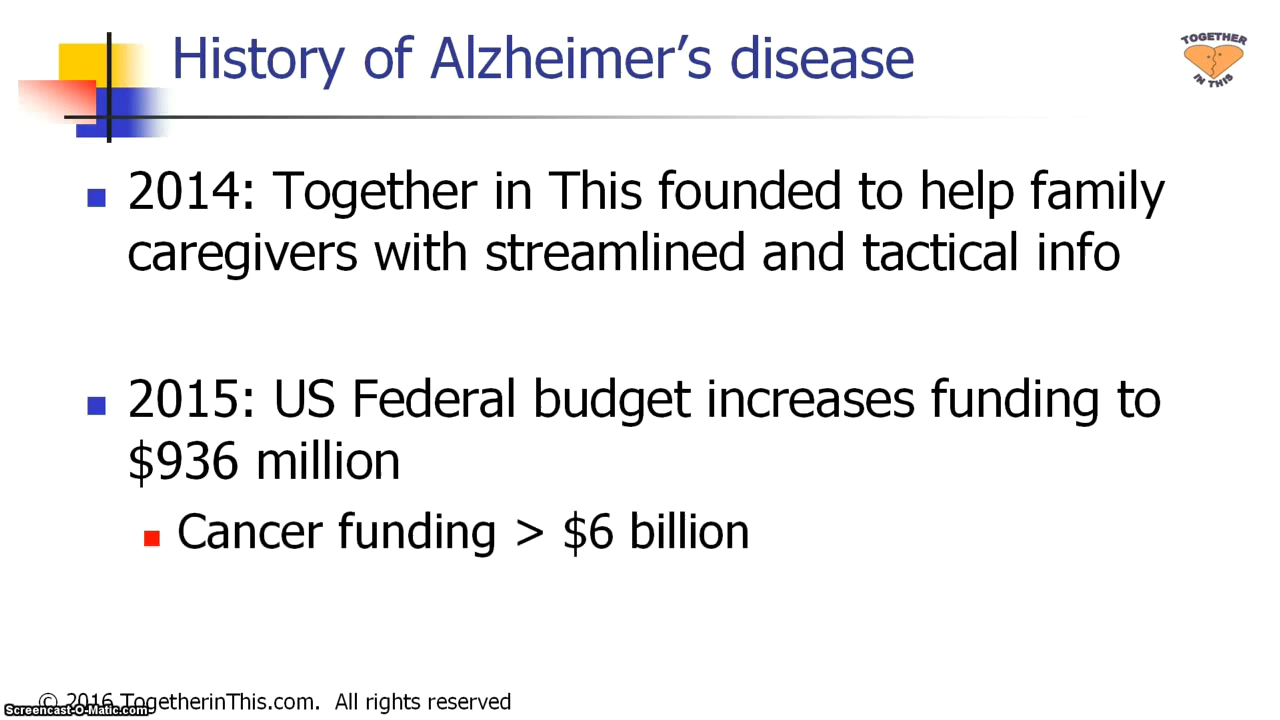 History of Alzheimer's disease
TOGETHER
IN THIS
■ 2014: Together in This founded to help family
caregivers with streamlined and tactical info
■ 2015: US Federal budget increases funding to
$936 million
■ Cancer funding > $6 billion
© 2016 TogetherinThis.com. All rights reserved
Screencast-O-Matic.com